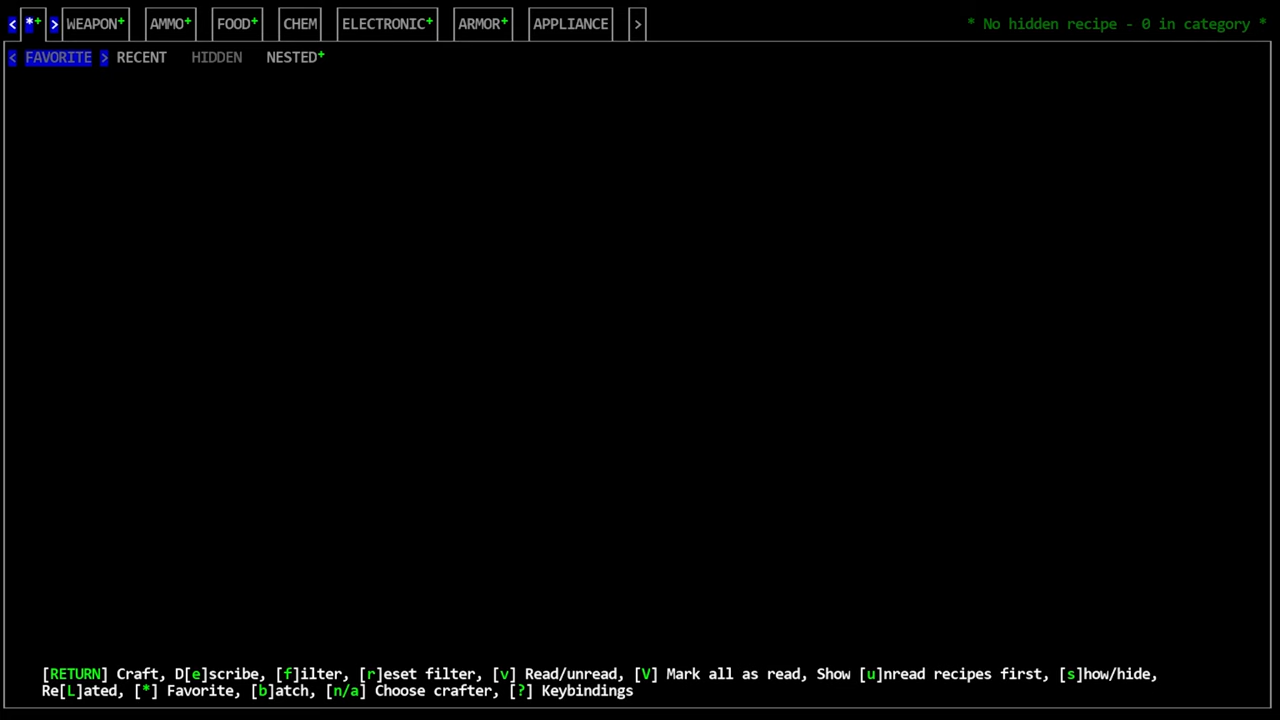 < *+ > WEAPON+ AMMO+ FOOD+ CHEM ELECTRONIC+ ARMOR+ APPLIANCE > * No hidden recipe - 0 in category *
< FAVORITE > RECENT HIDDEN NESTED+
[RETURN] Craft, D[e]scribe, [f]ilter, [r]eset filter, [v] Read/unread, [V] Mark all as read, Show [u]nread recipes first, [s]how/hide,
Re[L]ated, [*] Favorite, [b]atch, [n/a] Choose crafter, [?] Keybindings